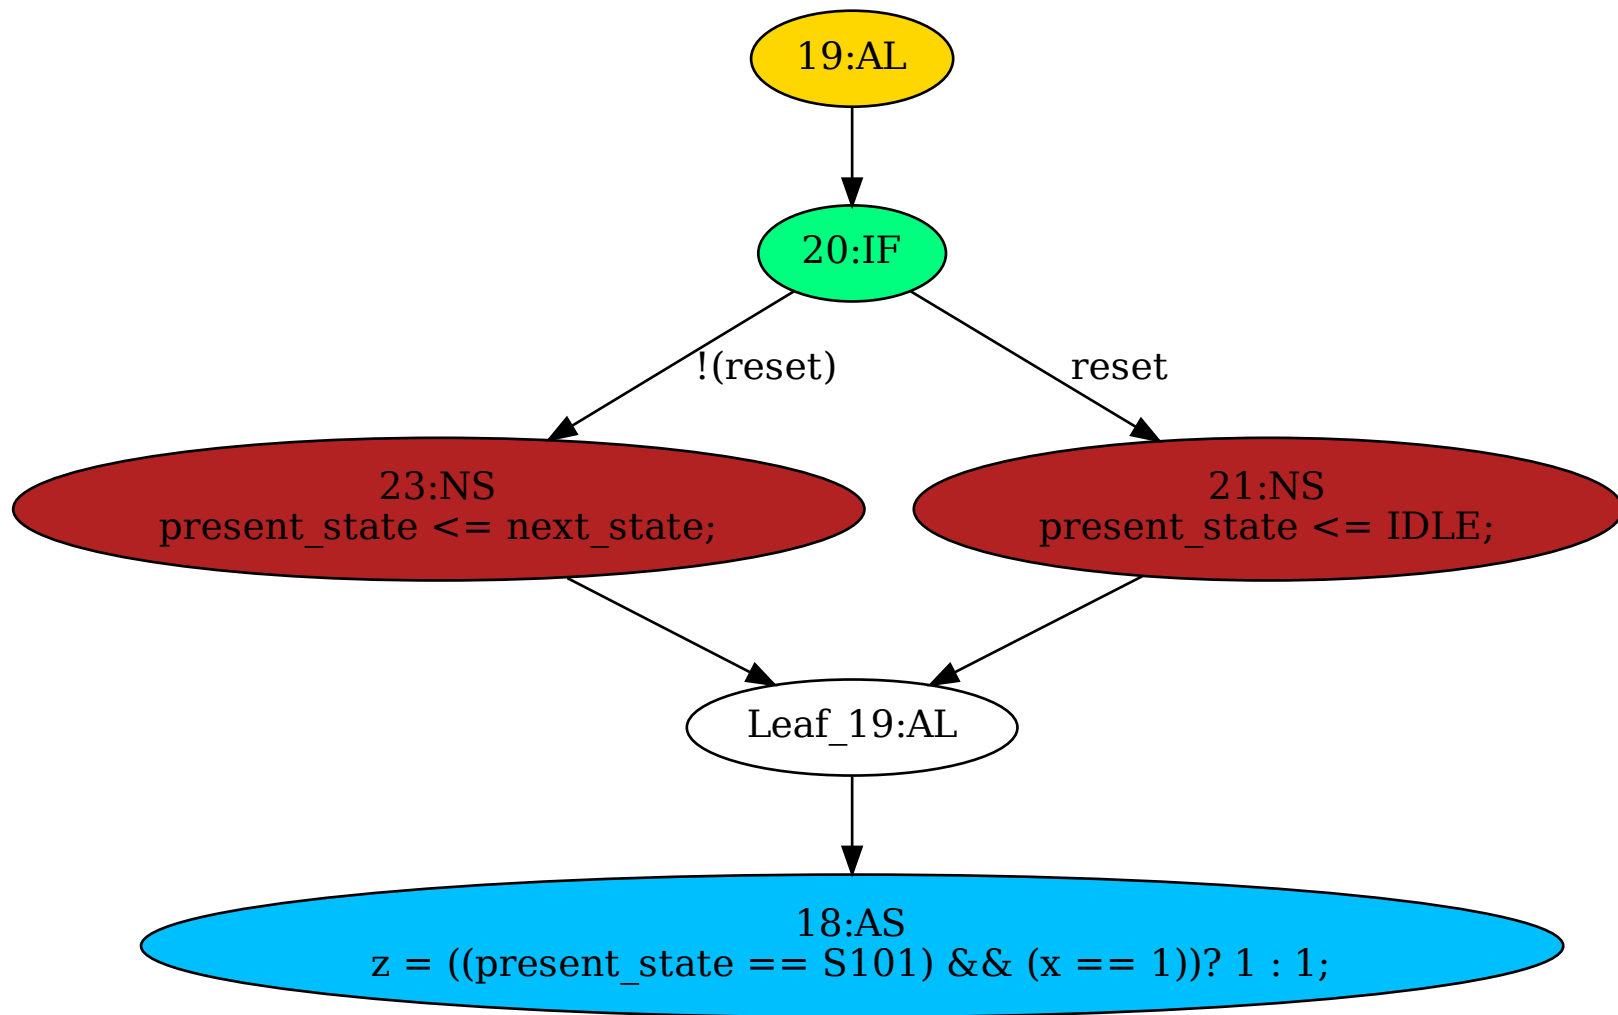 19:AL
20:IF
!(reset)
reset
23:NS
present_state <= next_state;
21:NS
present_state <= IDLE;
Leaf_19:AL
18:AS
z = ((present_state == S101) && (x == 1))? 1 : 1;